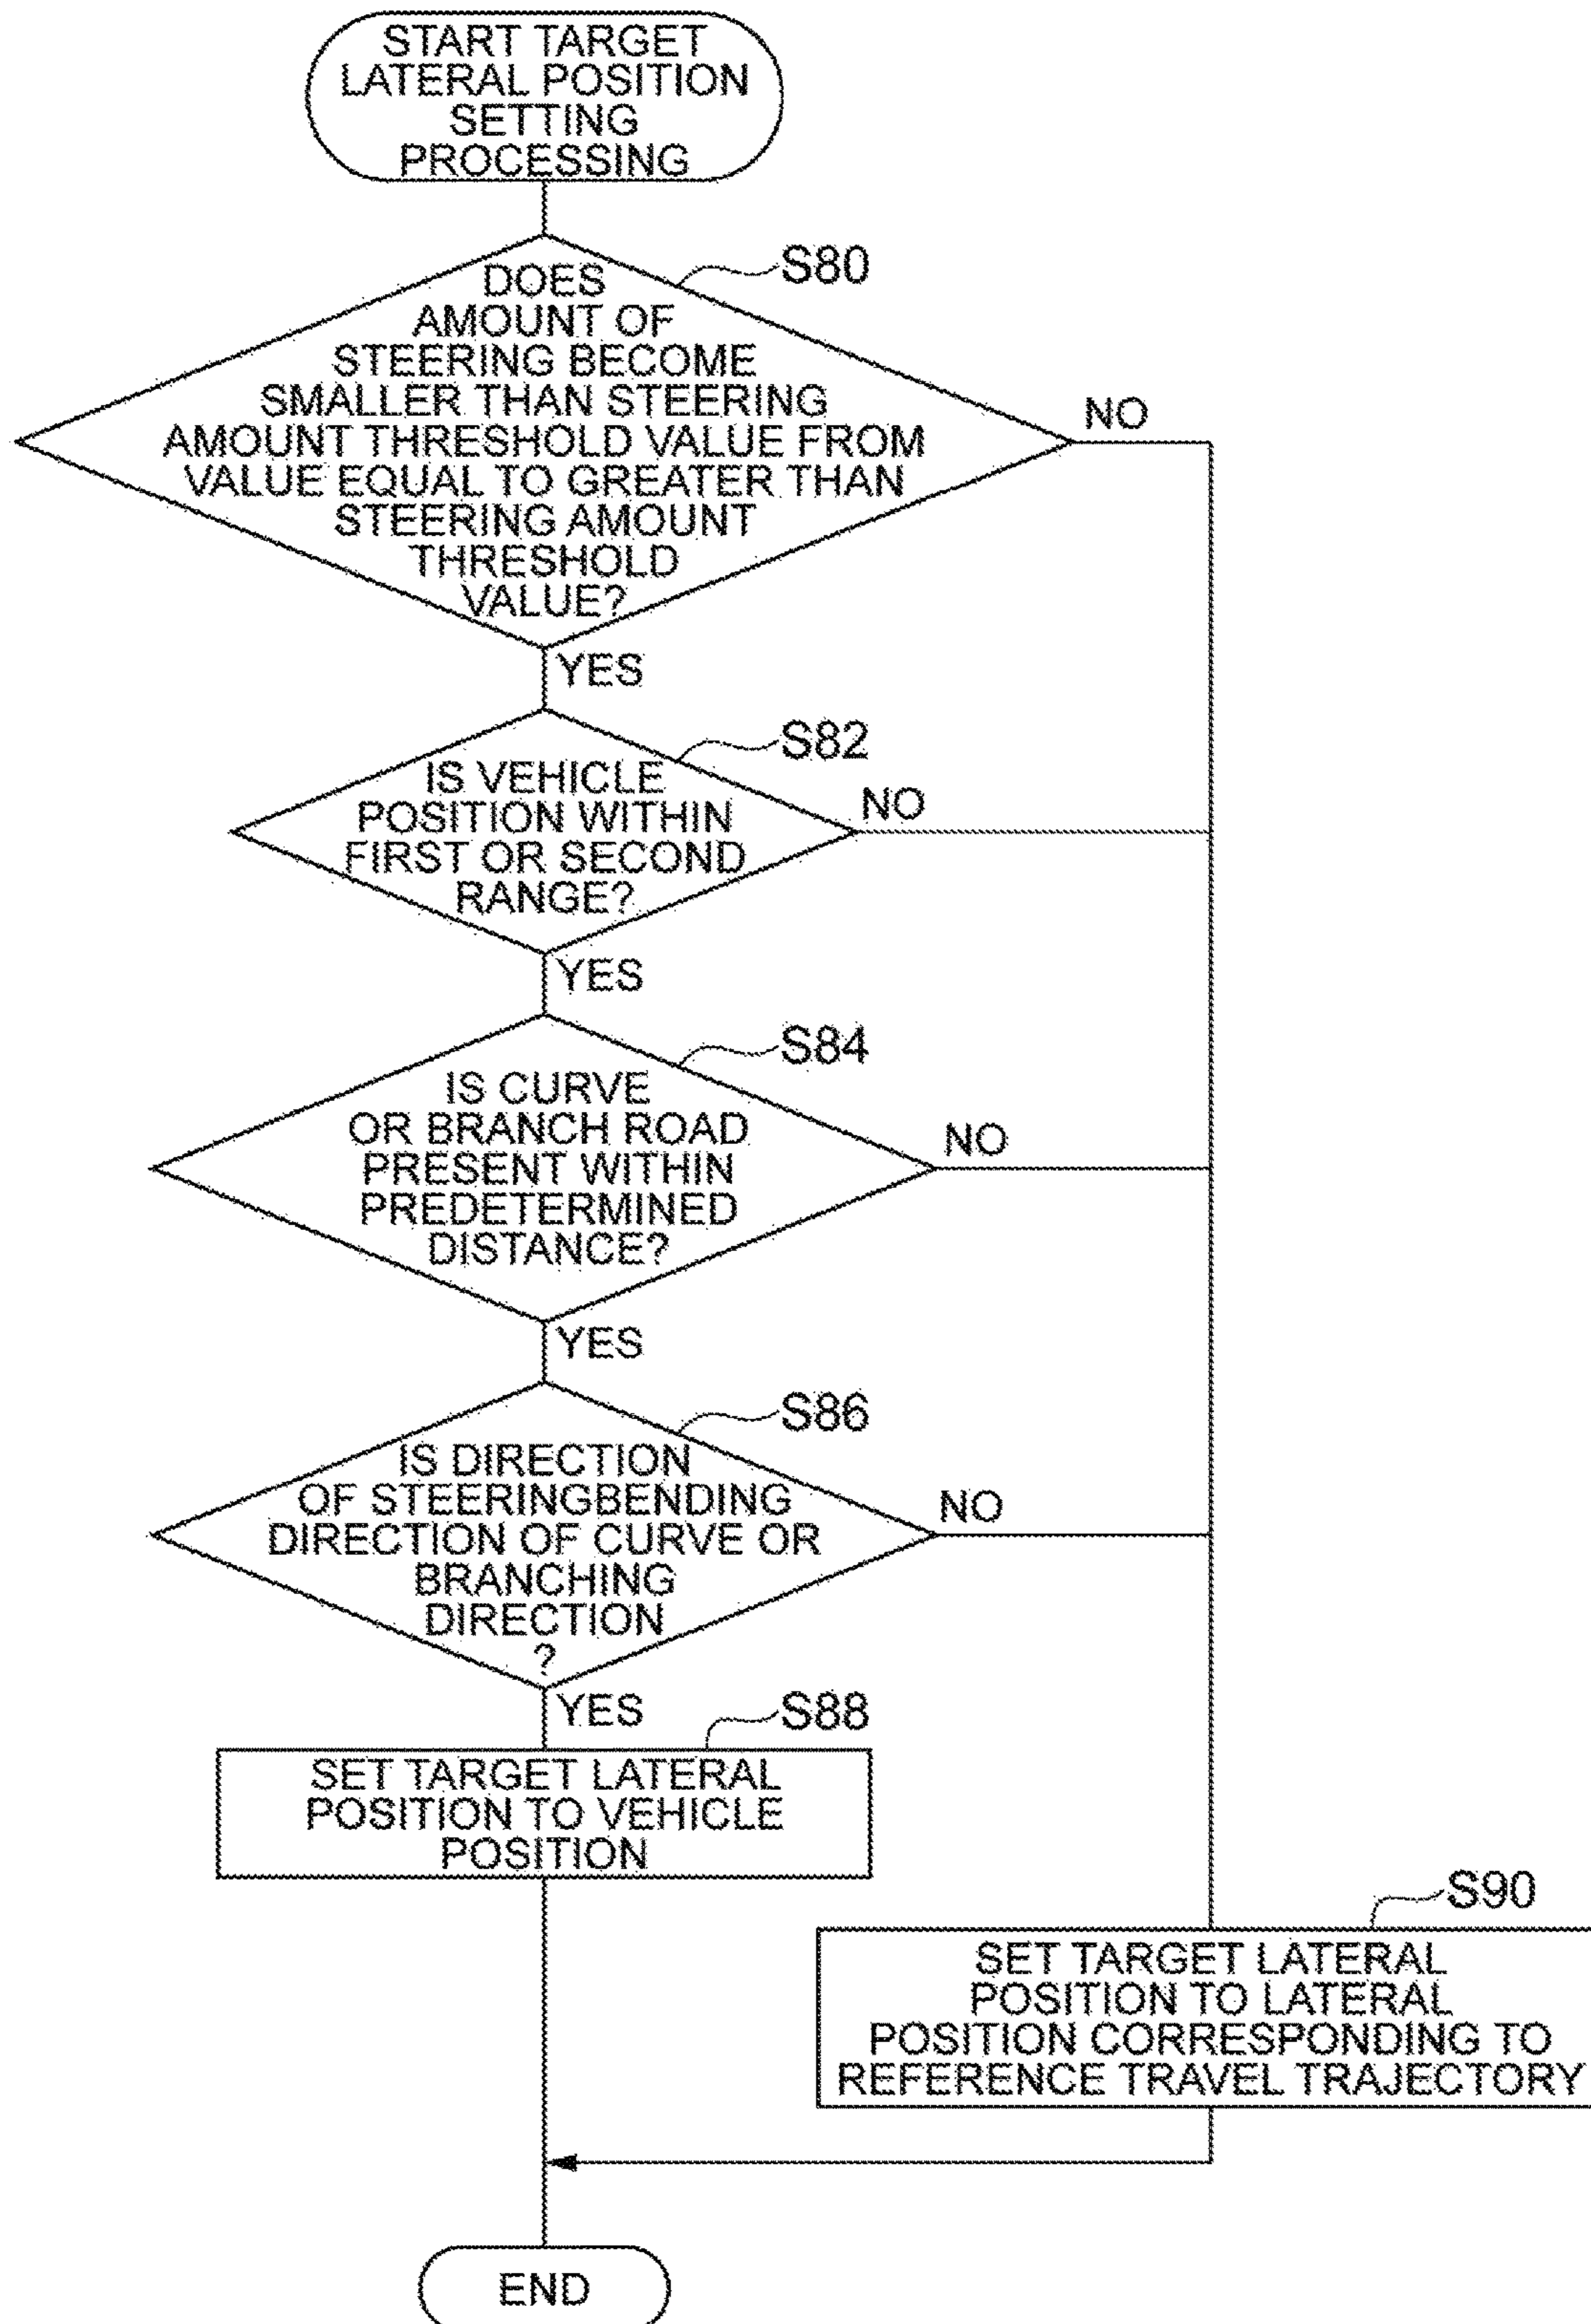 START TARGET
LATERAL POSITION
SETTING
PROCESSING
S80
DOES
AMOUNT OF
STEERING BECOME
SMALLER THAN STEERING
AMOUNT THRESHOLD VALUE FROM
VALUE EQUAL TO GREATER THAN
STEERING AMOUNT
THRESHOLD
VALUE?
NO
YES
S82
IS VEHICLE
POSITION WITHIN
FIRST OR SECOND
RANGE?
NO
YES
S84
IS CURVE
OR BRANCH ROAD
PRESENT WITHIN
PREDETERMINED
DISTANCE?
NO
YES
S86
IS DIRECTION
OF STEERINGBENDING
DIRECTION OF CURVE OR
BRANCHING
DIRECTION
?
NO
YES
S88
SET TARGET LATERAL
POSITION TO VEHICLE
POSITION
S90
SET TARGET LATERAL
POSITION TO LATERAL
POSITION CORRESPONDING TO
REFERENCE TRAVEL TRAJECTORY
END